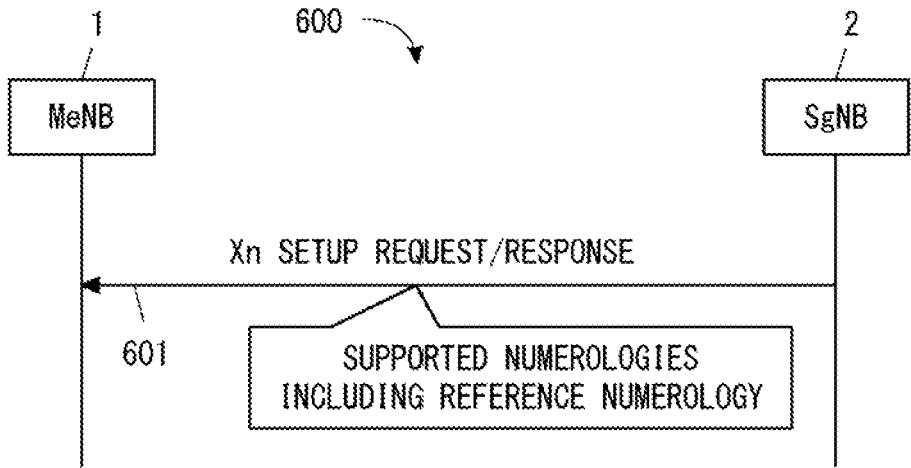 1
600
2
MeNB
SgNB
Xn SETUP REQUEST/RESPONSE
601
SUPPORTED NUMEROLOGIES
INCLUDING REFERENCE NUMEROLOGY